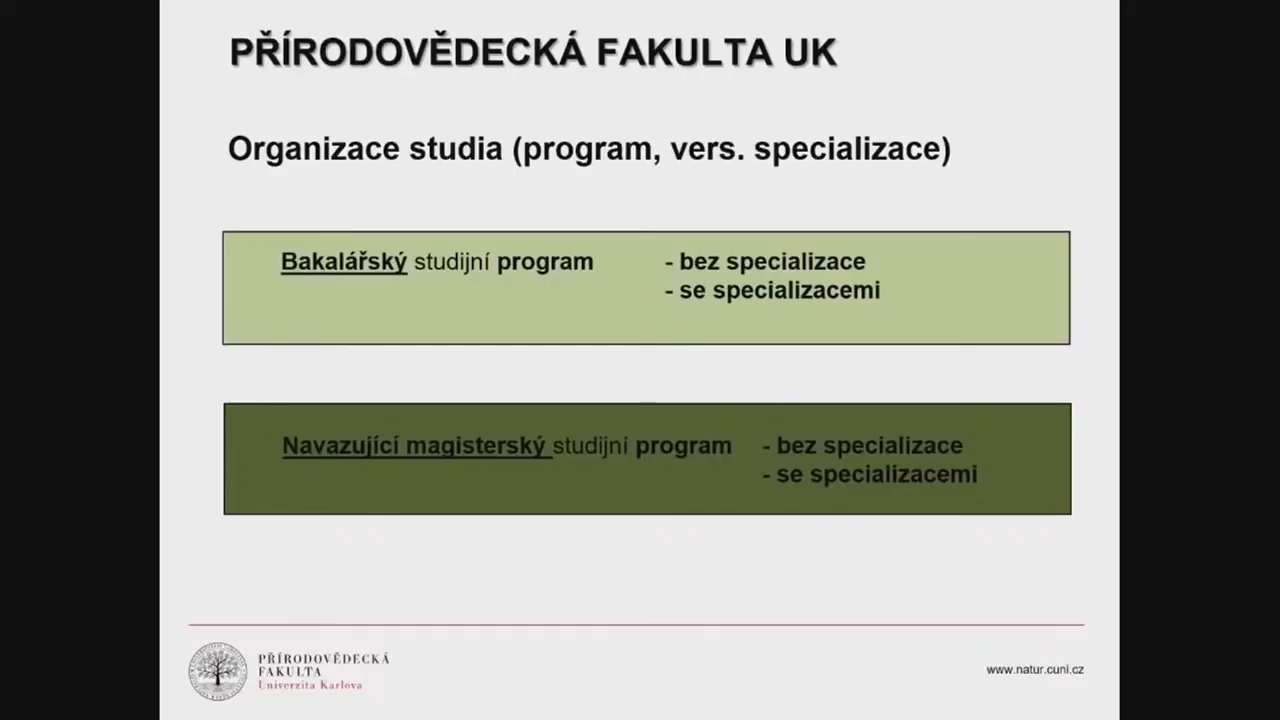 PŘÍRODOVĚDECKÁ FAKULTA UK
Organizace studia (program, vers. specializace)
Bakalářský studijní program - bez specializace
- se specializacemi
Navazující magisterský studijní program - bez specializace
- se specializacemi
PŘÍRODOVĚDECKÁ
FAKULTA
Univerzita Karlova
www.natur.cuni.cz